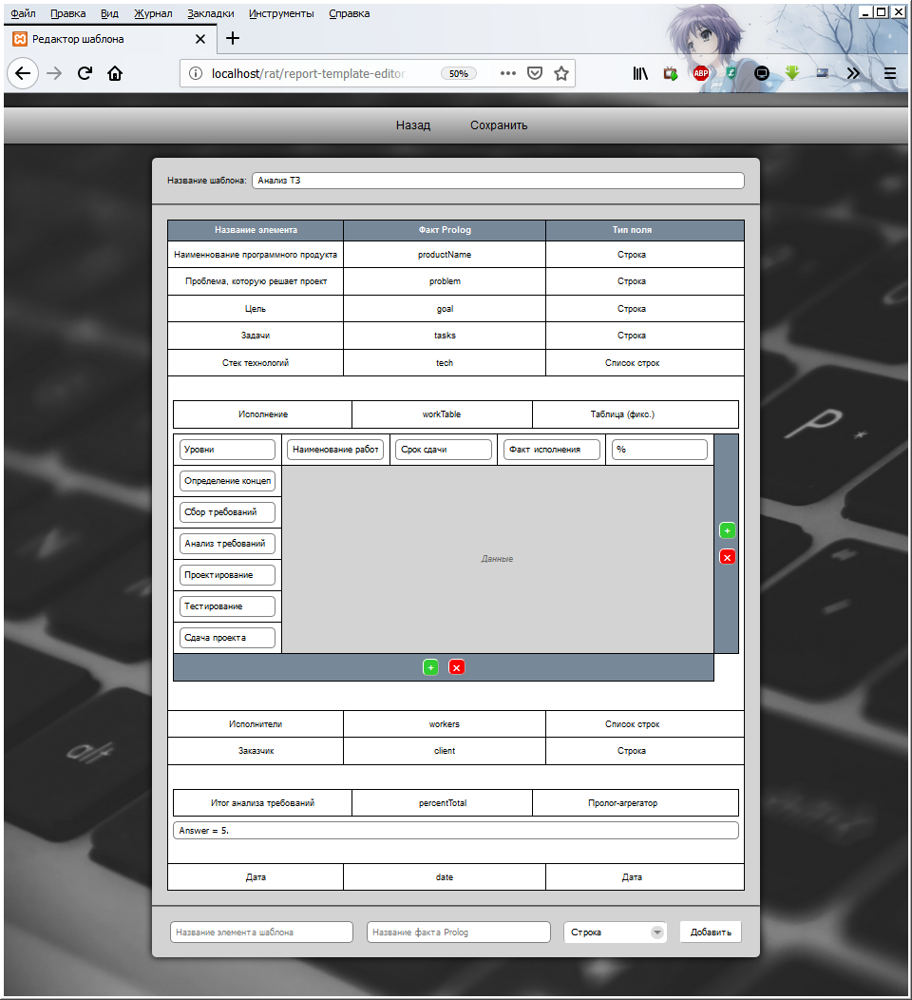 Файл Правка Вид Журнал Закладки Инструменты Справка
Редактор шаблона
localhost/rat/report-template-editor 50%
ABP
Назад Сохранить
Название шаблона: Анализ ТЗ
Название элемента Факт Prolog Тип поля
Наименнование программного продукта productName Строка
Проблема, которую решает проект problem Строка
Цель goal Строка
Задачи tasks Строка
Стек технологий tech Список строк
Исполнение workTable Таблица (фикс.)
Уровни Наименование работ Срок сдачи Факт исполнения %
Определение концеп
Сбор требований
Анализ требований
Данные
Проектирование
Тестирование
Сдача проекта
Исполнители workers Список строк
Заказчик client Строка
Итог анализа требований percentTotal Пролог-агрегатор
Answer = 5.
Дата date Дата
Название элемента шаблона Название факта Prolog Строка Добавить
alt
P